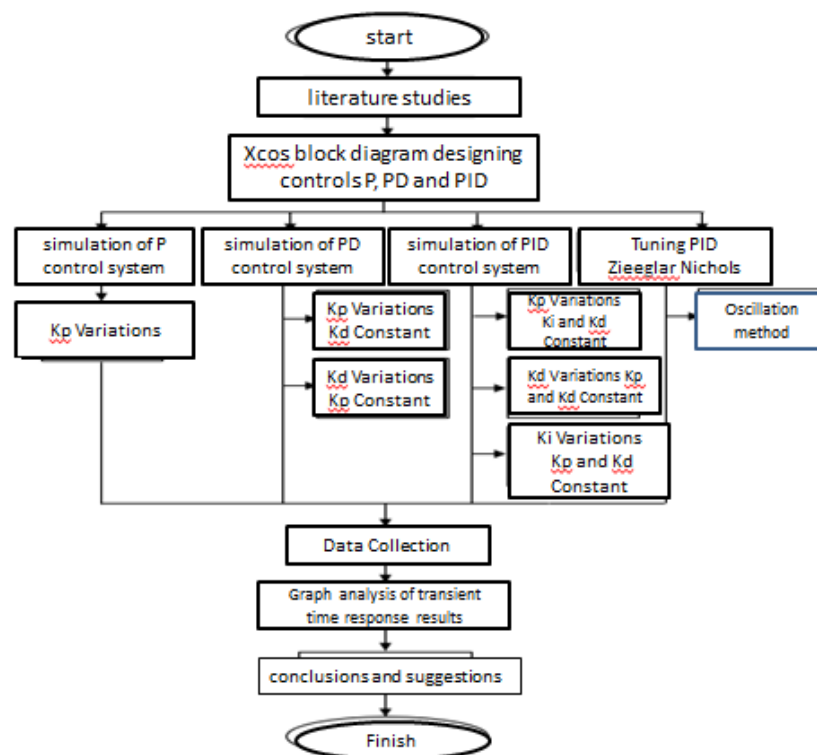 start
literature studies
Xcos block diagram designing
controls P, PD and PID
simulation of P
control system
simulation of PD
control system
simulation of PID
control system
Tuning PID
Zieeglar Nichols
Kp Variations
Kp Variations
Kd Constant
Kd Variations
Kp Constant
Kp Variations
Ki and Kd
Constant
Kd Variations Kp
and Kd Constant
Ki Variations
Kp and Kd
Constant
Oscillation
method
Data Collection
Graph analysis of transient
time response results
conclusions and suggestions
Finish